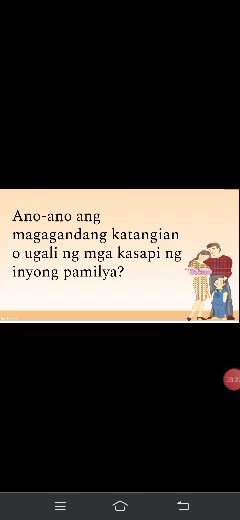 Ano-ano ang
magagandang katangian
o ugali ng mga kasapi ng
inyong pamilya?